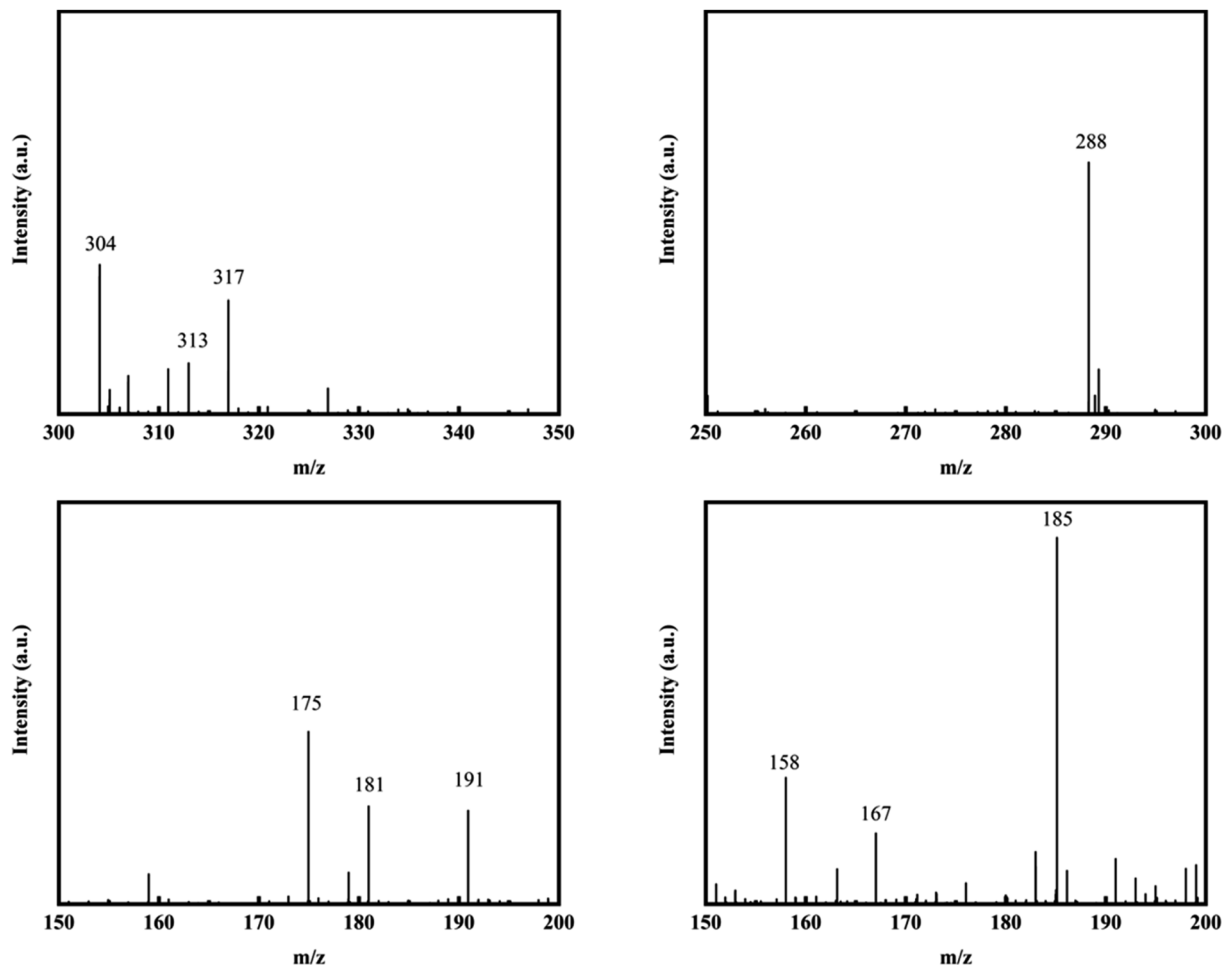 Intensity (a.u.)
304
313
317
300 310 320 330 340 350
m/z
Intensity (a.u.)
288
250 260 270 280 290 300
m/z
Intensity (a.u.)
175
181
191
150 160 170 180 190 200
m/z
Intensity (a.u.)
158
167
185
150 160 170 180 190 200
m/z